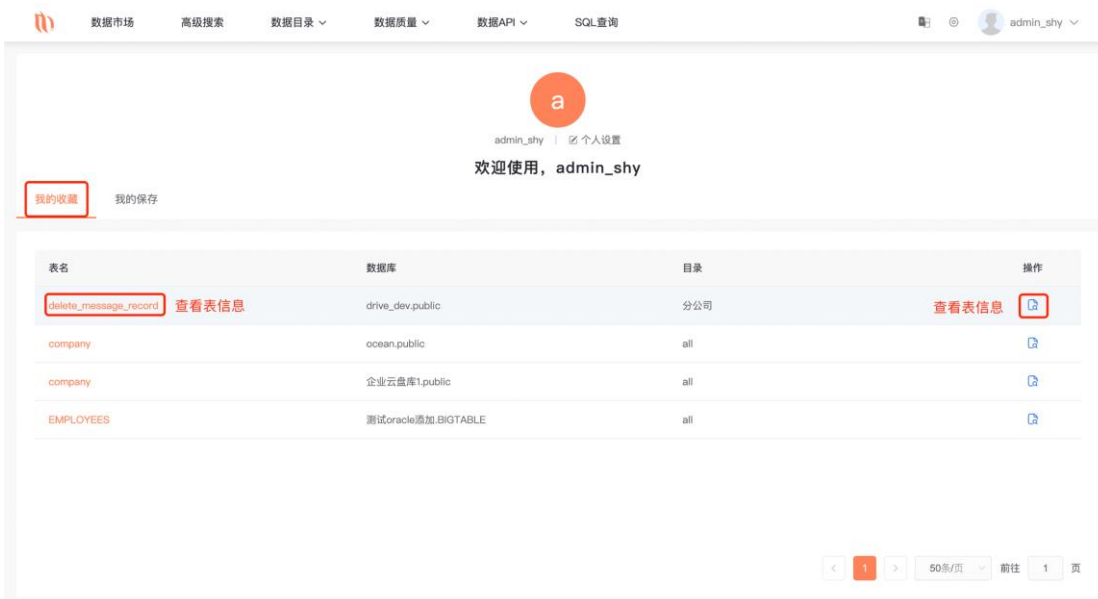 数据市场 高级搜索 数据目录 数据质量 数据API SQL查询 admin_shy
a
admin_shy 个人设置
欢迎使用，admin_shy
我的收藏 我的保存
表名 数据库 目录 操作
delete_message_record 查看表信息 drive_dev.public 分公司 查看表信息
company ocean.public all
company 企业云盘库1.public all
EMPLOYEES 测试oracle添加.BIGTABLE all
< 1 > 50条/页 前往 1 页